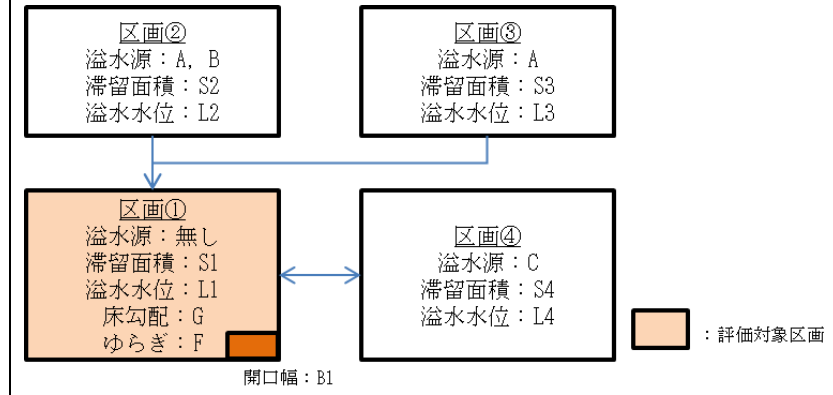 区画②
溢水源：A, B
滞留面積：S2
溢水水位：L2
区画③
溢水源：A
滞留面積：S3
溢水水位：L3
区画①
溢水源：無し
滞留面積：S1
溢水水位：L1
床勾配：G
ゆらぎ：F
区画④
溢水源：C
滞留面積：S4
溢水水位：L4
：評価対象区画
開口幅：B1